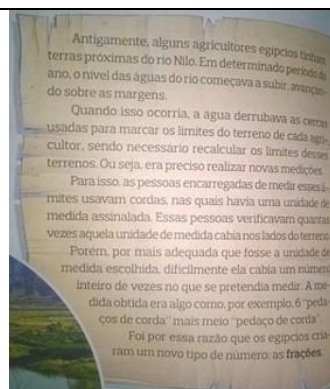 Antigamente, alguns agricultores egípcios tinham
terras próximas do rio Nilo. Em determinado período do
ano, o nível das águas do rio começava a subir, avançan-
do sobre as margens.
Quando isso ocorria, a água derrubava as cercas
usadas para marcar os limites do terreno de cada agri-
cultor, sendo necessário recalcular os limites desses
terrenos. Ou seja, era preciso realizar novas medições.
Para isso, as pessoas encarregadas de medir esses li-
mites usavam cordas, nas quais havia uma unidade de
medida assinalada. Essas pessoas verificavam quantas
vezes aquela unidade de medida cabia nos lados do terreno.
Porém, por mais adequada que fosse a unidade de
medida escolhida, dificilmente ela cabia um número
inteiro de vezes no que se pretendia medir. A me-
dida obtida era algo como, por exemplo, 6 "peda-
ços de corda" mais meio "pedaço de corda".
Foi por essa razão que os egípcios cria-
ram um novo tipo de número: as frações.